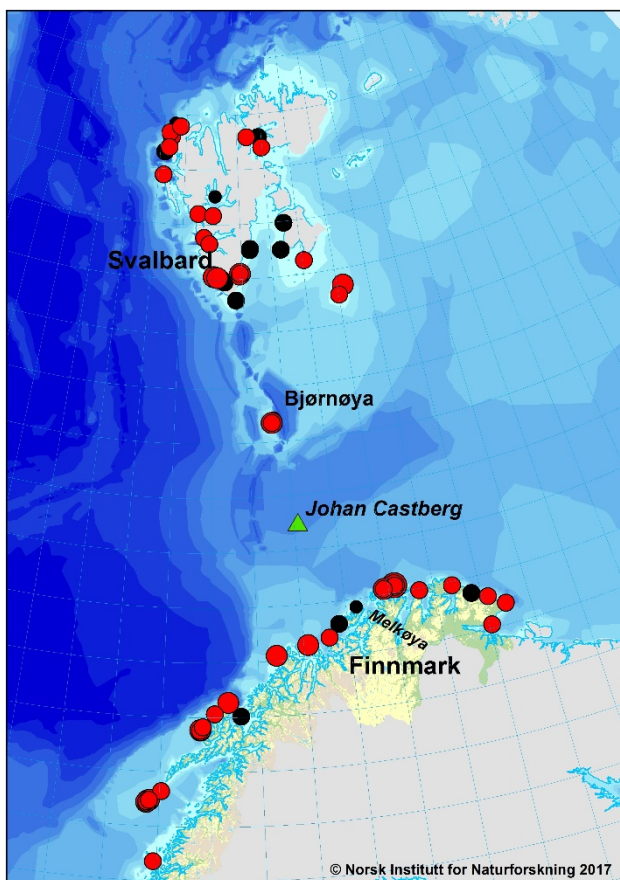 Svalbard
Bjørnøya
Johan Castberg
Melkøya
Finnmark
© Norsk Institutt for Naturforskning 2017